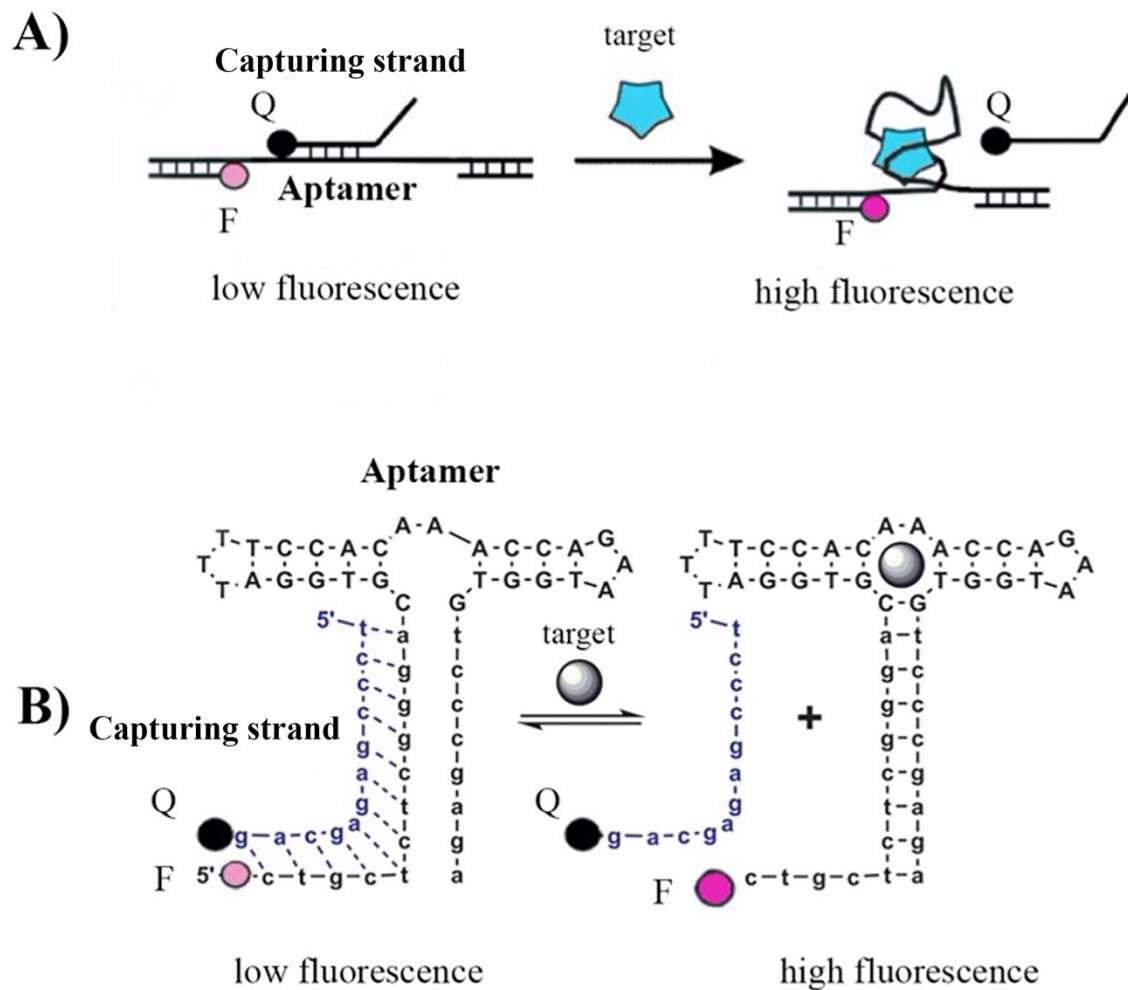 A)
target
Capturing strand
Q
Q
Aptamer
F
F
low fluorescence
high fluorescence
Aptamer
A-A
T-T-C-C-A-C
A-C-C-A-G
T
A
T-A-G-G-T-G
T-G-G-T-A
C G
5'-t a t
c g c
c g c
c g c
g c g
a t a
g c g
a t a
target
B)
Capturing strand
Q
g-a-c-g
F
5' c-t-g-c-t
low fluorescence
A-A
T-T-C-C-A-C
A-C-C-A-G
T
A
T-A-G-G-T-G
T-G-G-T-A
C-G
5'-t a-t
c g-c
c g-c
c g-c
g c-g
a t-a
g c-g
a
+
Q
g-a-c-g
F
c-t-g-c-t-a
high fluorescence